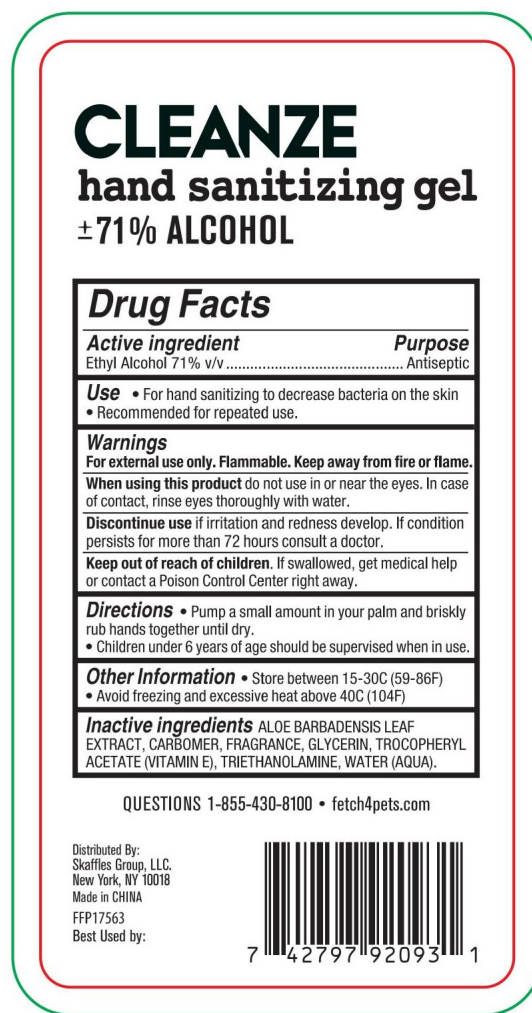 CLEANZE
hand sanitizing gel
±71% ALCOHOL
Drug Facts
Active ingredient Purpose
Ethyl Alcohol 71% v/v............................................ Antiseptic
Use • For hand sanitizing to decrease bacteria on the skin
• Recommended for repeated use.
Warnings
For external use only. Flammable. Keep away from fire or flame.
When using this product do not use in or near the eyes. In case
of contact, rinse eyes thoroughly with water.
Discontinue use if irritation and redness develop. If condition
persists for more than 72 hours consult a doctor.
Keep out of reach of children. If swallowed, get medical help
or contact a Poison Control Center right away.
Directions • Pump a small amount in your palm and briskly
rub hands together until dry.
• Children under 6 years of age should be supervised when in use.
Other Information • Store between 15-30C (59-86F)
• Avoid freezing and excessive heat above 40C (104F)
Inactive ingredients ALOE BARBADENSIS LEAF
EXTRACT, CARBOMER, FRAGRANCE, GLYCERIN, TROCOPHERYL
ACETATE (VITAMIN E), TRIETHANOLAMINE, WATER (AQUA).
QUESTIONS 1-855-430-8100 • fetch4pets.com
Distributed By:
Skaffles Group, LLC.
New York, NY 10018
Made in CHINA
FFP17563
Best Used by:
7 42797 92093 1